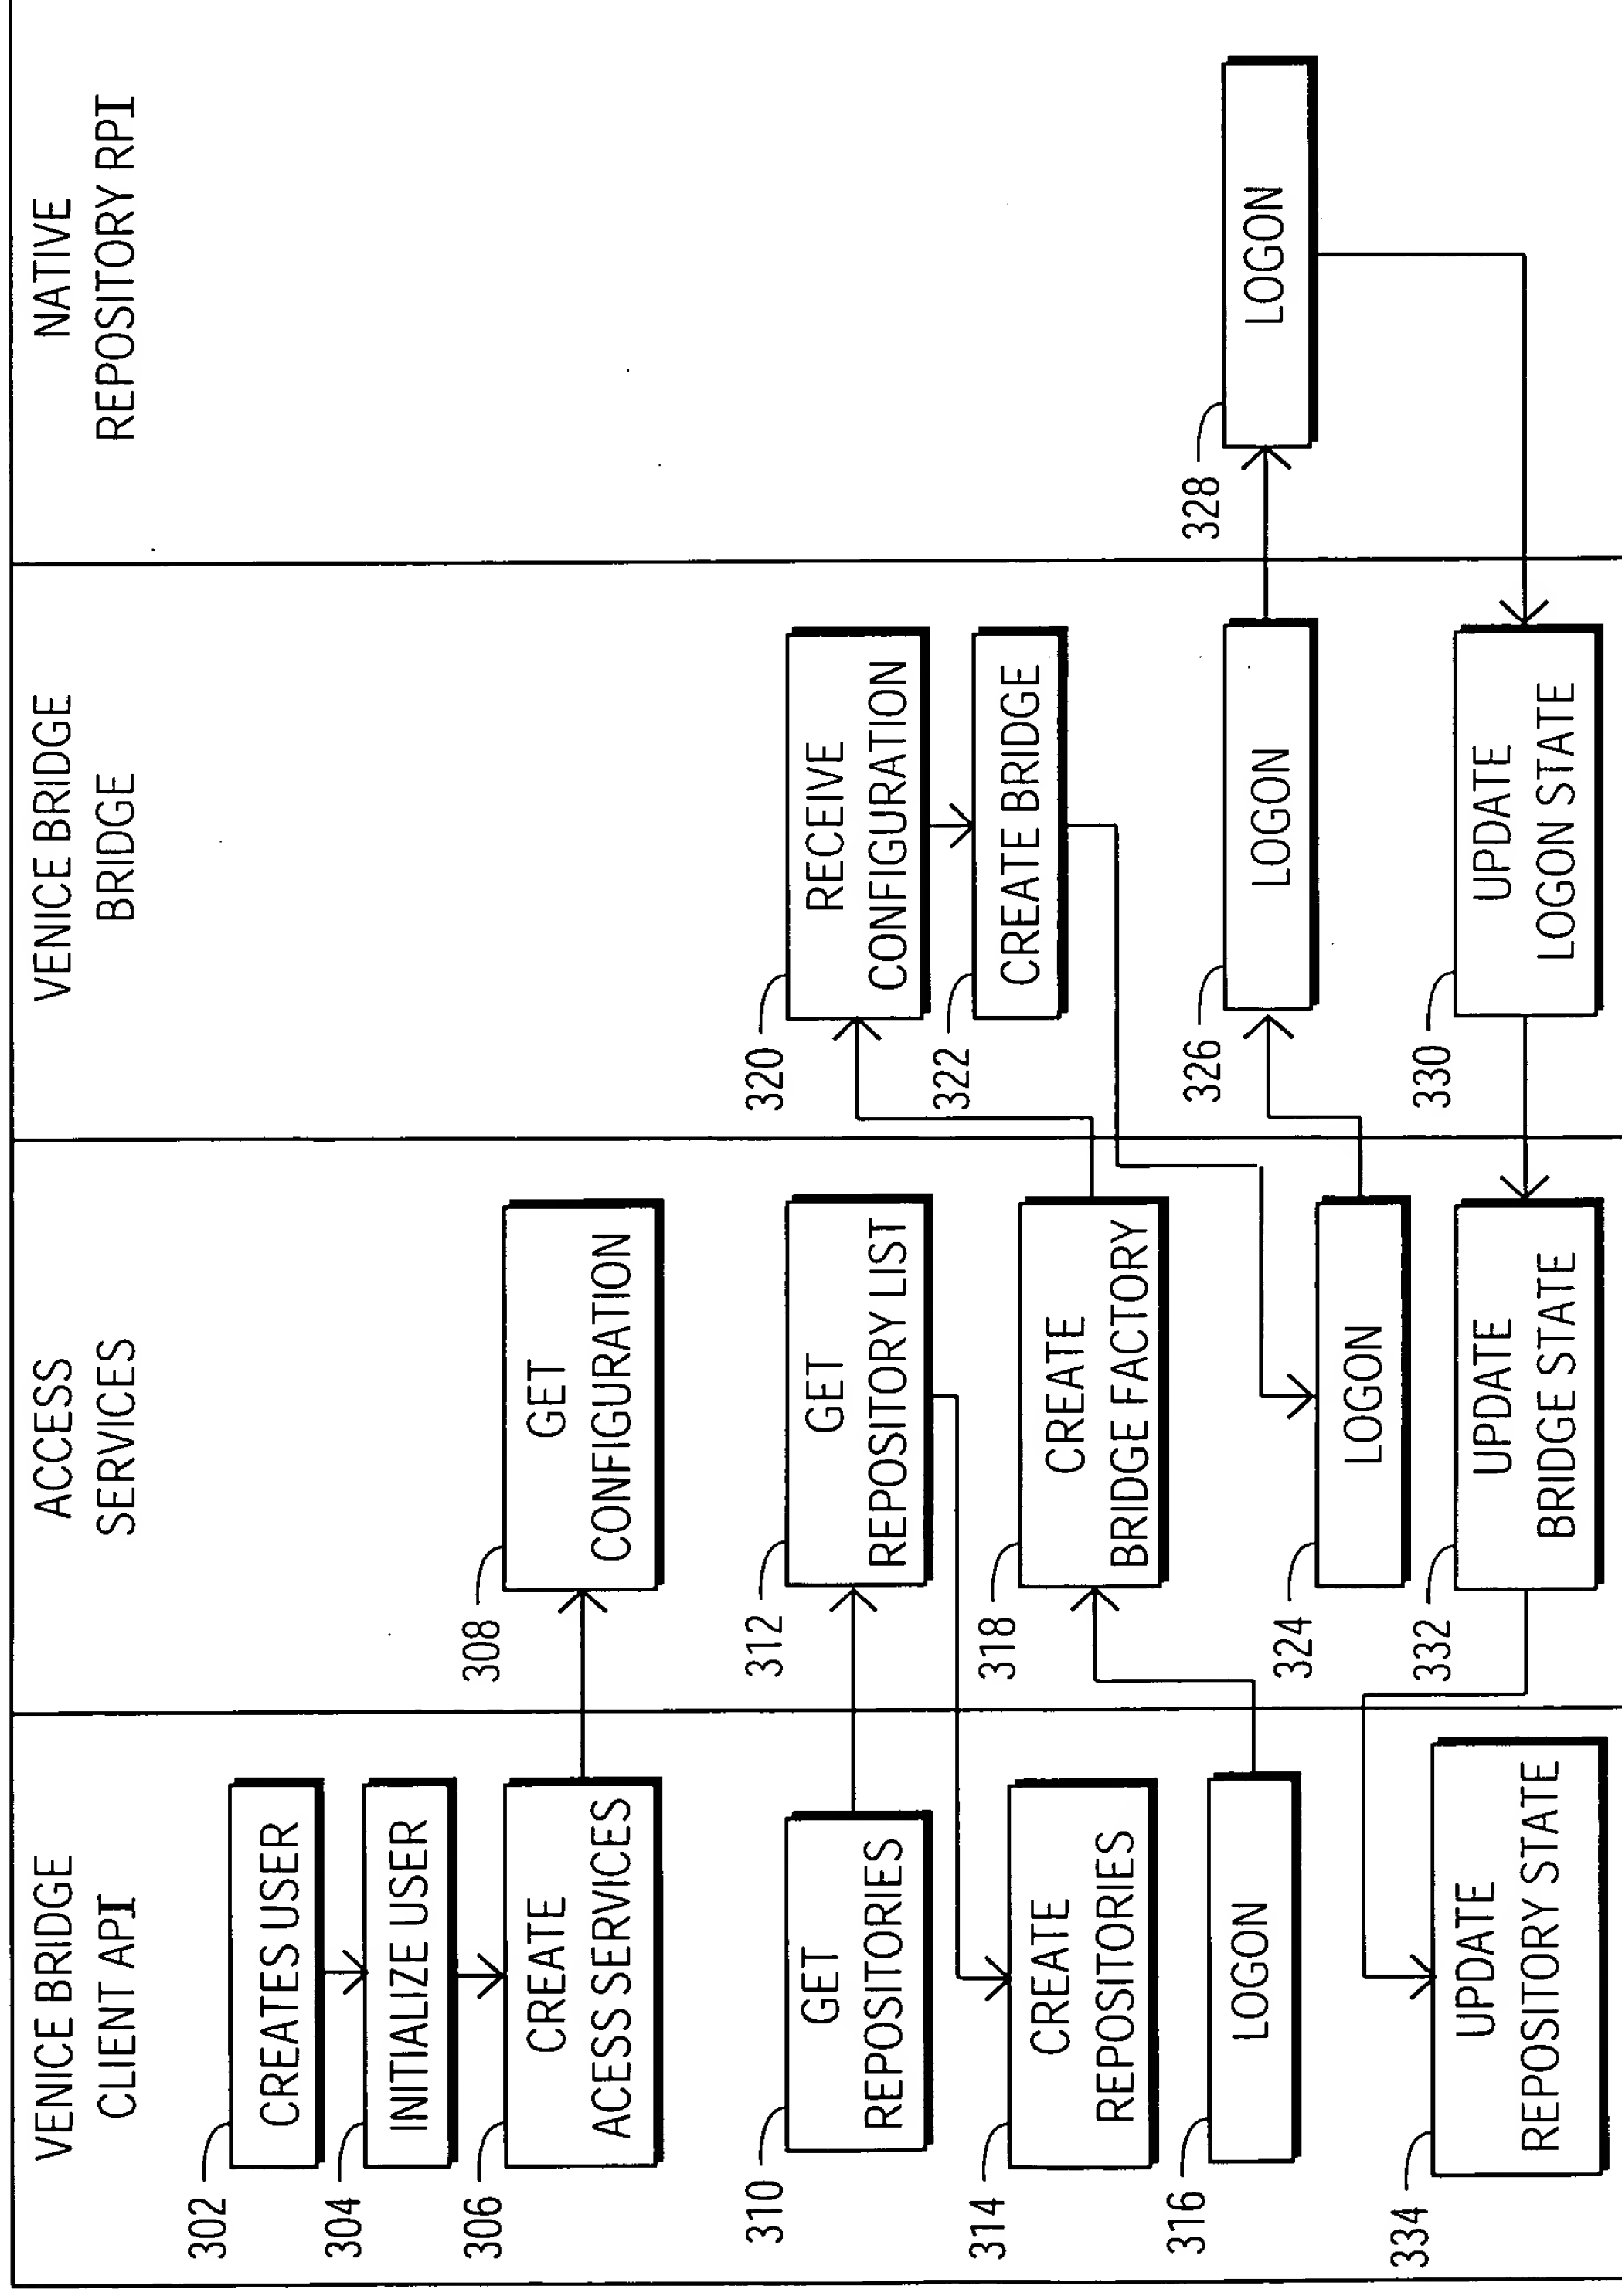 VENICE BRIDGE
CLIENT API
ACCESS
SERVICES
VENICE BRIDGE
BRIDGE
NATIVE
REPOSITORY RPI
302
CREATES USER
304
INITIALIZE USER
306
CREATE
ACESS SERVICES
308
GET
CONFIGURATION
310
GET
REPOSITORIES
312
GET
REPOSITORY LIST
314
CREATE
REPOSITORIES
316
LOGON
318
CREATE
BRIDGE FACTORY
320
RECEIVE
CONFIGURATION
322
CREATE BRIDGE
324
LOGON
326
LOGON
328
LOGON
330
UPDATE
LOGON STATE
332
UPDATE
BRIDGE STATE
334
UPDATE
REPOSITORY STATE